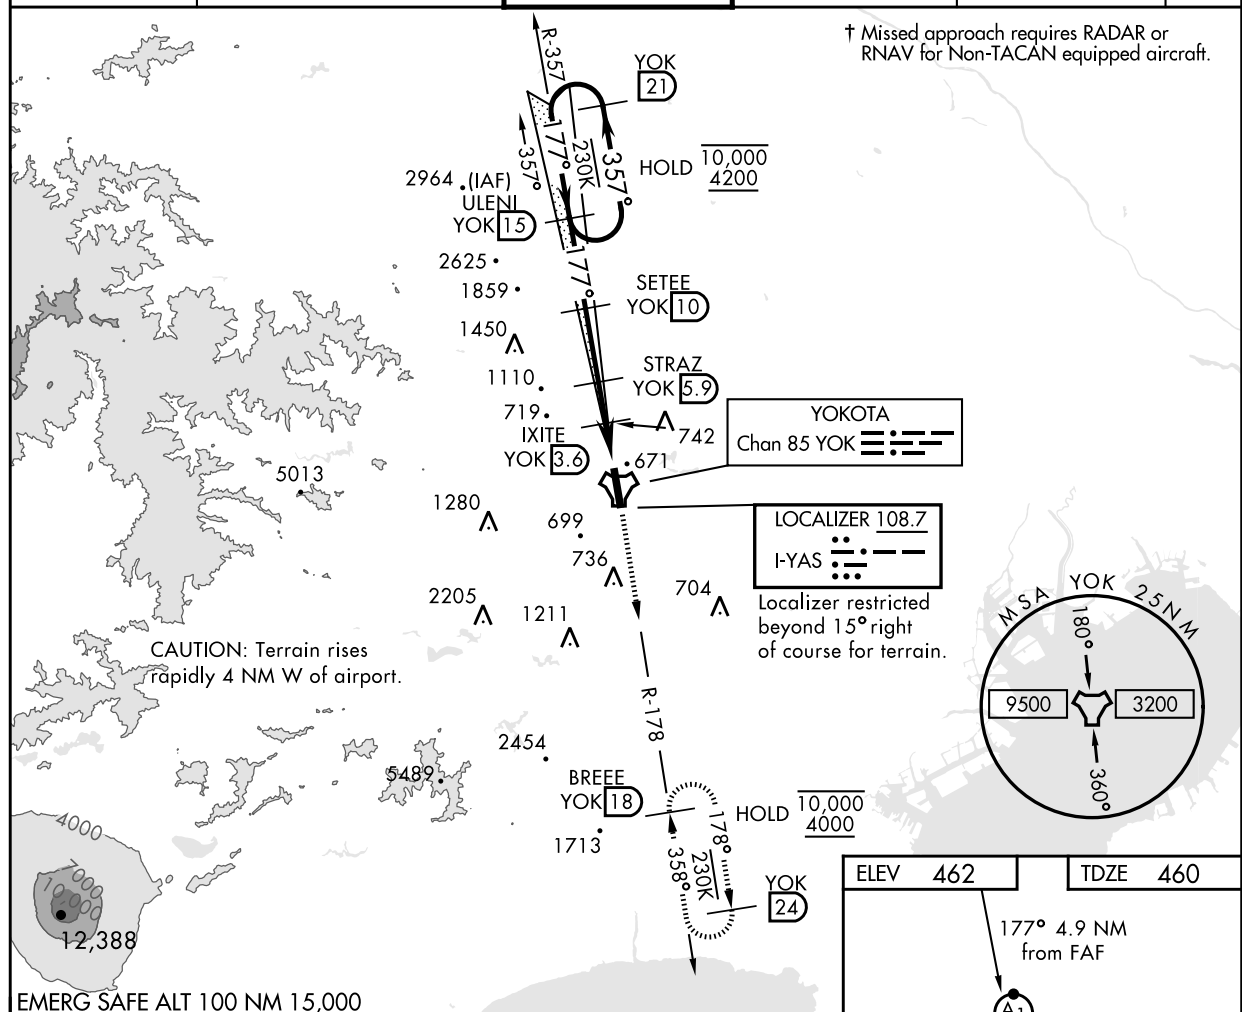 † Missed approach requires RADAR or
RNAV for Non-TACAN equipped aircraft.
R-357
YOK
21
177°
230K
357°
357°
HOLD
10,000
4200
2964
(IAF)
ULENI
YOK 15
2625
177°
1859
SETEE
YOK 10
1450
STRAZ
YOK 5.9
1110
719
IXITE
YOK 3.6
742
671
YOKOTA
Chan 85 YOK
5013
1280
699
LOCALIZER 108.7
I-YAS
736
704
2205
1211
Localizer restricted
beyond 15° right
of course for terrain.
CAUTION: Terrain rises
rapidly 4 NM W of airport.
MSA YOK 25NM
180°
9500
3200
360°
R-178
2454
5489
BREEE
YOK 18
1713
HOLD
10,000
4000
178°
230K
358°
YOK
24
4000
7000
10000
12,388
ELEV 462
TDZE 460
177° 4.9 NM
from FAF
A1
EMERG SAFE ALT 100 NM 15,000